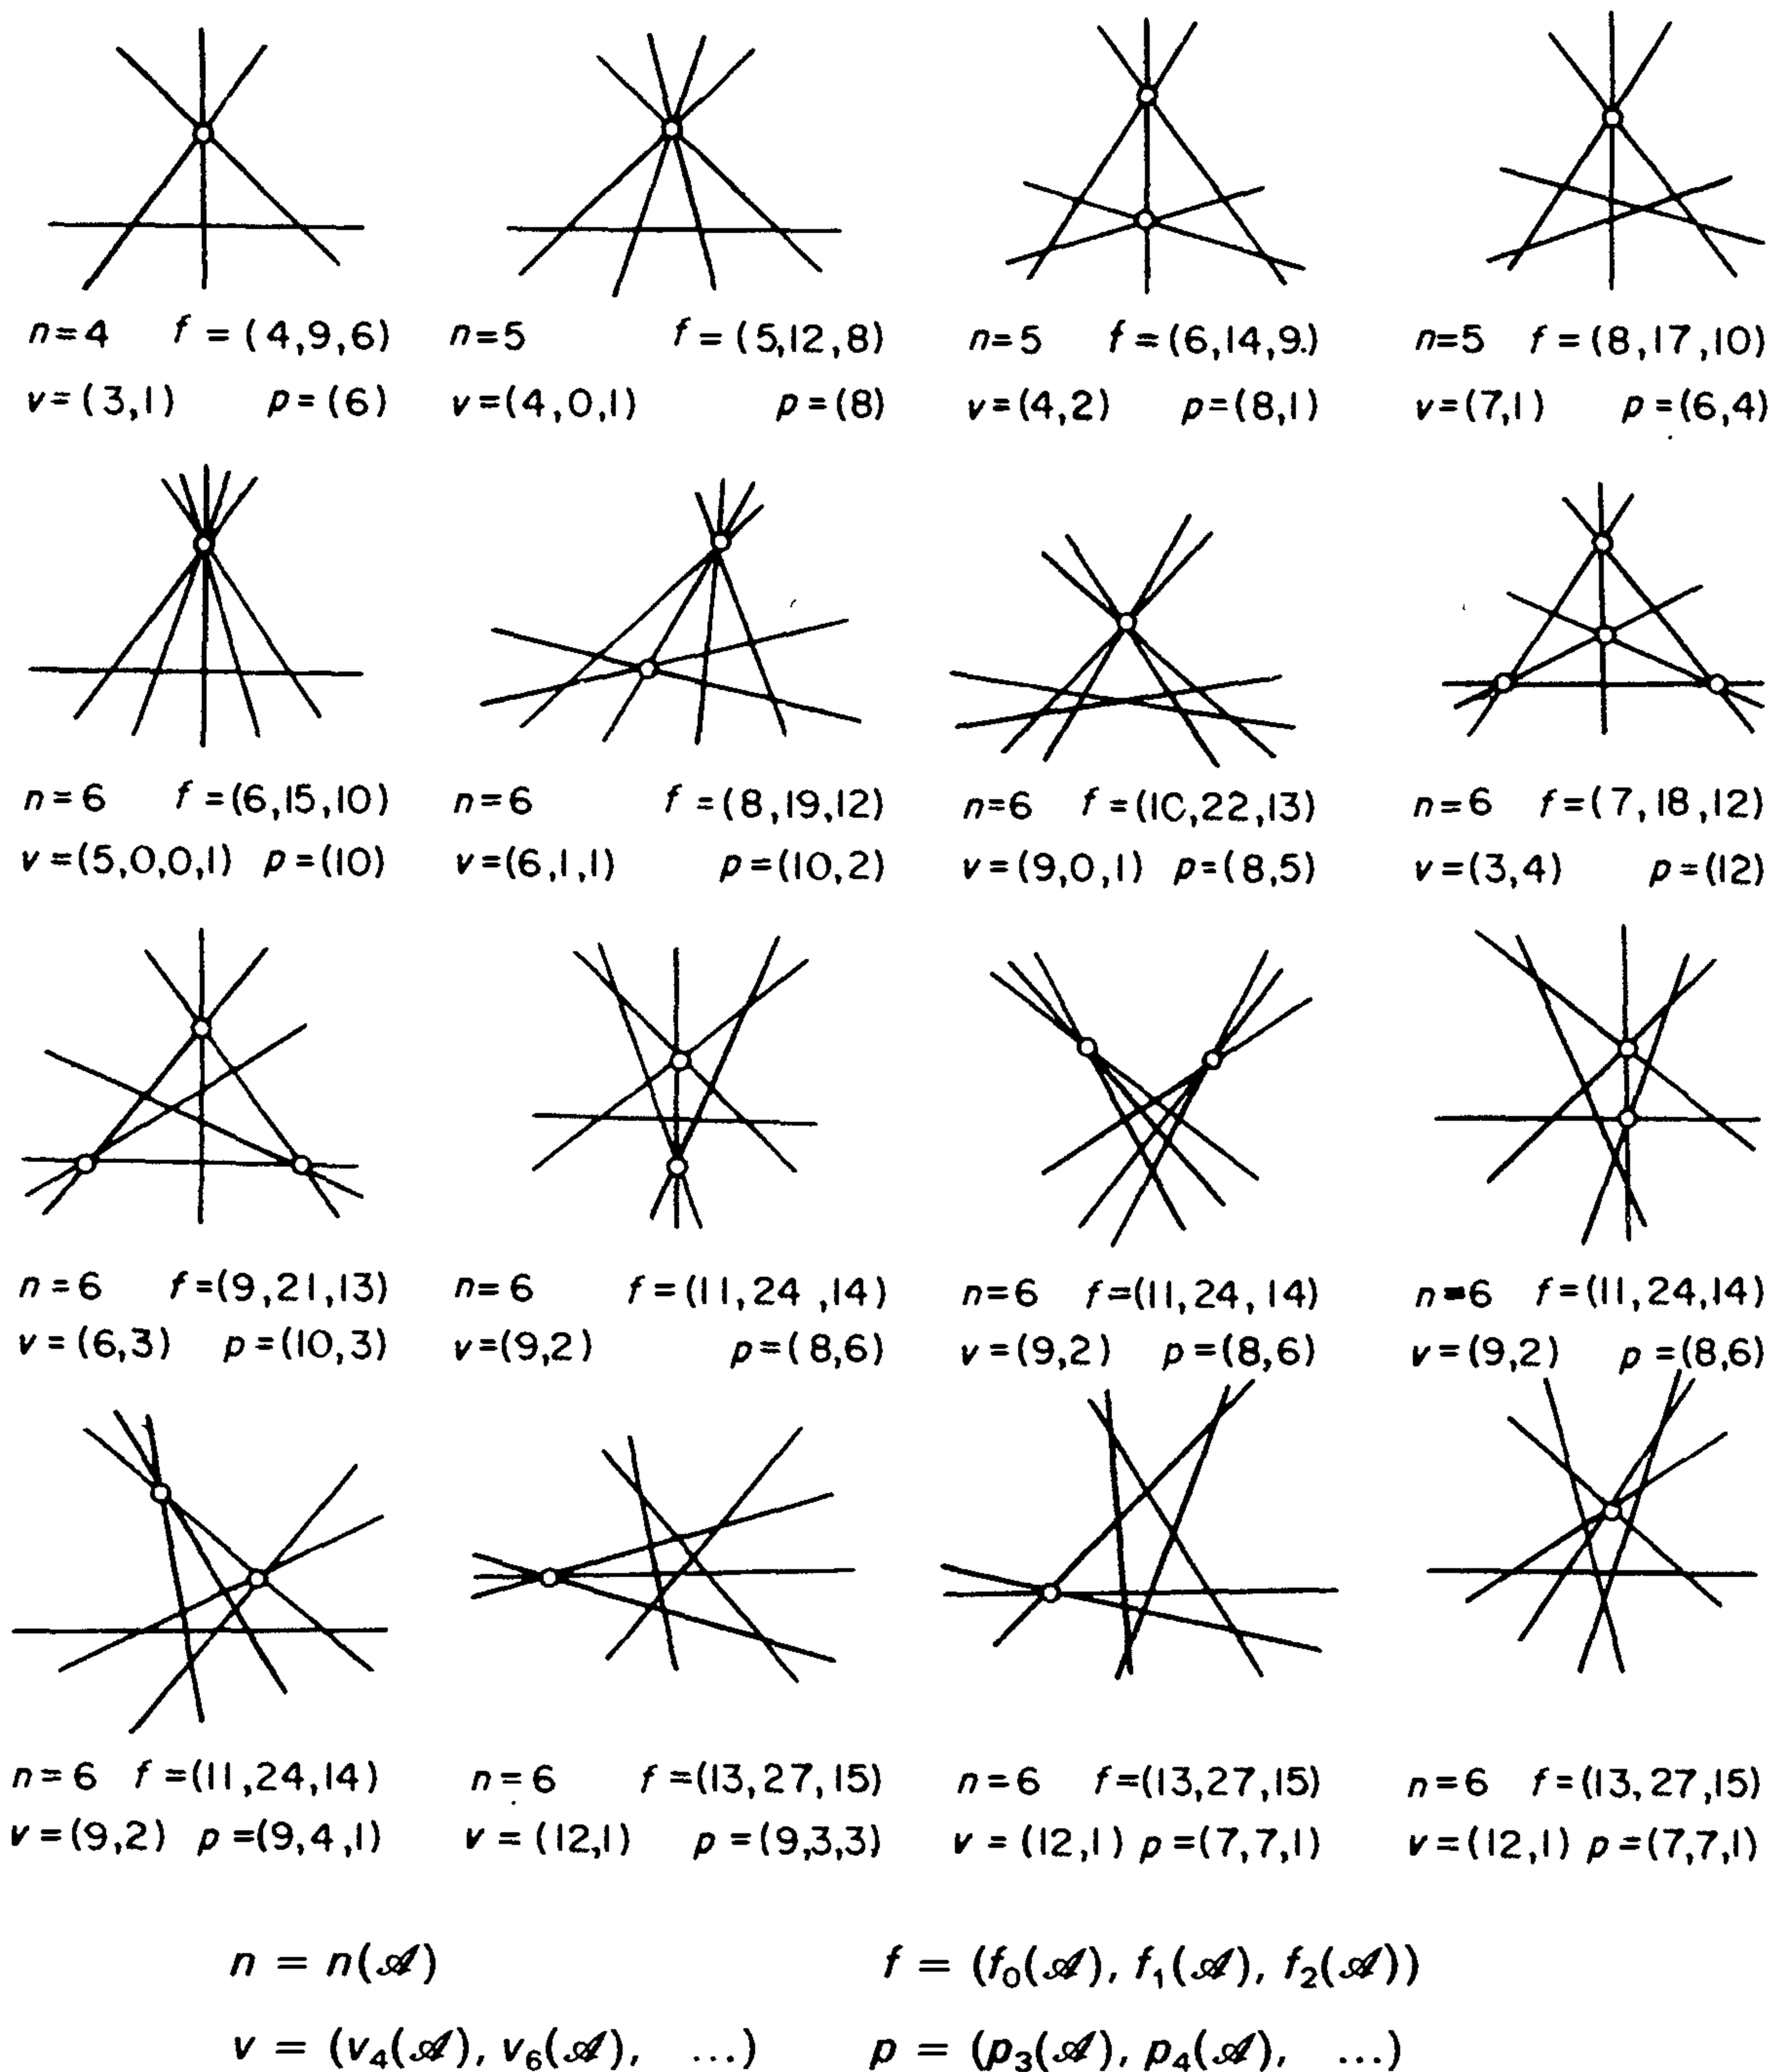 n=4 f=(4,9,6) n=5 f=(5,12,8) n=5 f=(6,14,9.) n=5 f=(8,17,10)
v=(3,1) p=(6) v=(4,0,1) p=(8) v=(4,2) p=(8,1) v=(7,1) p=(6,4)
n=6 f=(6,15,10) n=6 f=(8,19,12) n=6 f=(10,22,13) n=6 f=(7,18,12)
v=(5,0,0,1) p=(10) v=(6,1,1) p=(10,2) v=(9,0,1) p=(8,5) v=(3,4) p=(12)
n=6 f=(9,21,13) n=6 f=(11,24,14) n=6 f=(11,24,14) n=6 f=(11,24,14)
v=(6,3) p=(10,3) v=(9,2) p=(8,6) v=(9,2) p=(8,6) v=(9,2) p=(8,6)
n=6 f=(11,24,14) n=6 f=(13,27,15) n=6 f=(13,27,15) n=6 f=(13,27,15)
v=(9,2) p=(9,4,1) v=(12,1) p=(9,3,3) v=(12,1) p=(7,7,1) v=(12,1) p=(7,7,1)
n = n(𝒜) f = (f₀(𝒜), f₁(𝒜), f₂(𝒜))
v = (v₄(𝒜), v₆(𝒜), ...) p = (p₃(𝒜), p₄(𝒜), ...)